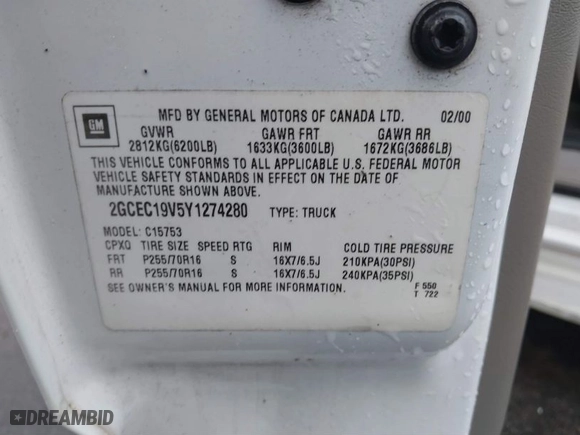 GM
MFD BY GENERAL MOTORS OF CANADA LTD. 02/00
GVWR GAWR FRT GAWR RR
2812KG(6200LB) 1633KG(3600LB) 1672KG(3686LB)
THIS VEHICLE CONFORMS TO ALL APPLICABLE U.S. FEDERAL MOTOR
VEHICLE SAFETY STANDARDS IN EFFECT ON THE DATE OF
MANUFACTURE SHOWN ABOVE.
2GCEC19V5Y1274280 TYPE: TRUCK
MODEL: C15753
CPXQ TIRE SIZE SPEED RTG RIM COLD TIRE PRESSURE
FRT P255/70R16 S 16X7/6.5J 210KPA(30PSI)
RR P255/70R16 S 16X7/6.5J 240KPA(35PSI)
SEE OWNER'S MANUAL FOR MORE INFORMATION. F 550
T 722
DREAMBID